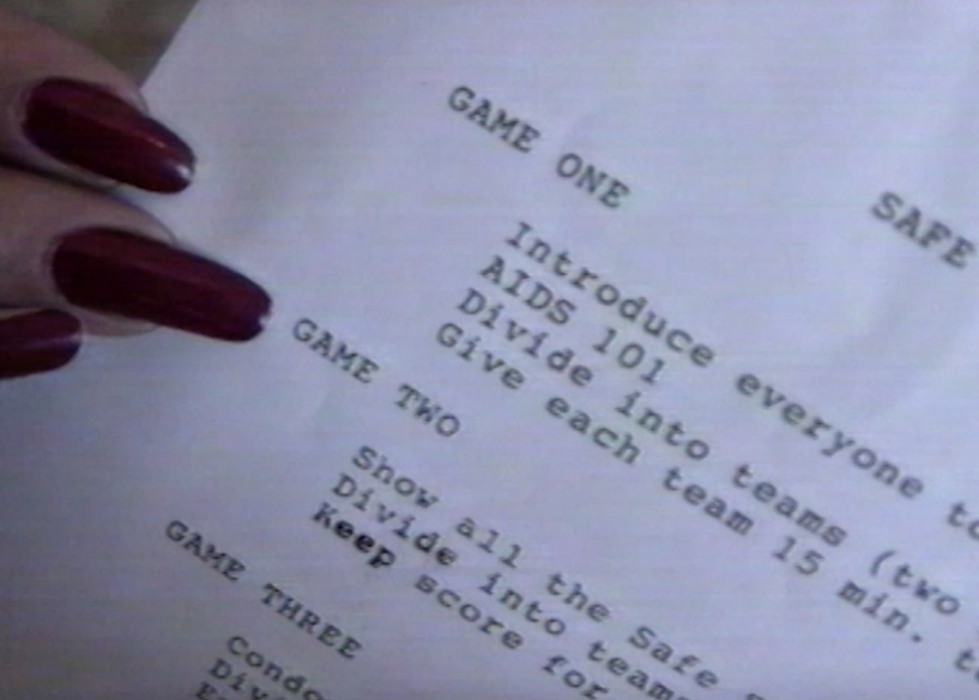 SAFE
GAME ONE
Introduce everyone to
AIDS 101
Divide into teams (two
Give each team 15 min.
GAME TWO
Show all the Safe
Divide into team
Keep score for
GAME THREE